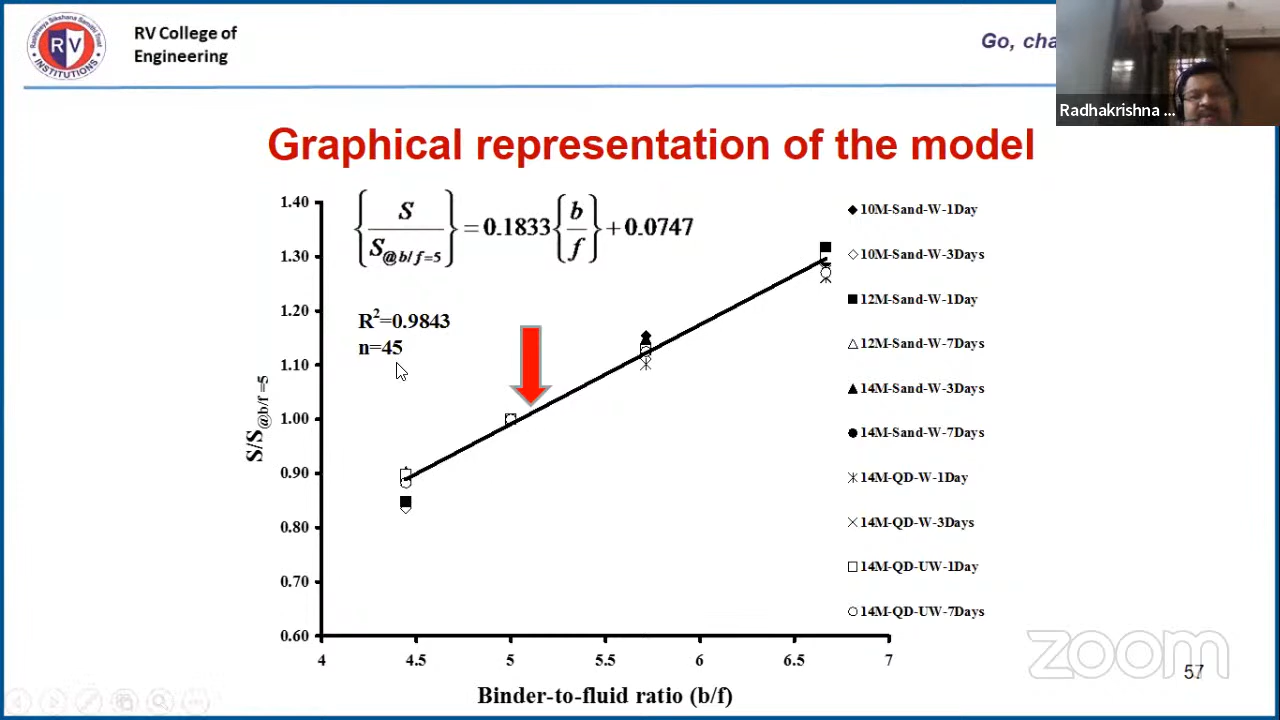 RV College of
Engineering
Go, cha
Radhakrishna ...
RV
INSTITUTIONS
Graphical representation of the model
{S / S@b/f=5} = 0.1833 {b / f} + 0.0747
R²=0.9843
n=45
1.40
1.30
1.20
1.10
1.00
0.90
0.80
0.70
0.60
S/S@b/f=5
4 4.5 5 5.5 6 6.5 7
Binder-to-fluid ratio (b/f)
10M-Sand-W-1Day
10M-Sand-W-3Days
12M-Sand-W-1Day
12M-Sand-W-7Days
14M-Sand-W-3Days
14M-Sand-W-7Days
14M-QD-W-1Day
14M-QD-W-3Days
14M-QD-UW-1Day
14M-QD-UW-7Days
zoom
57